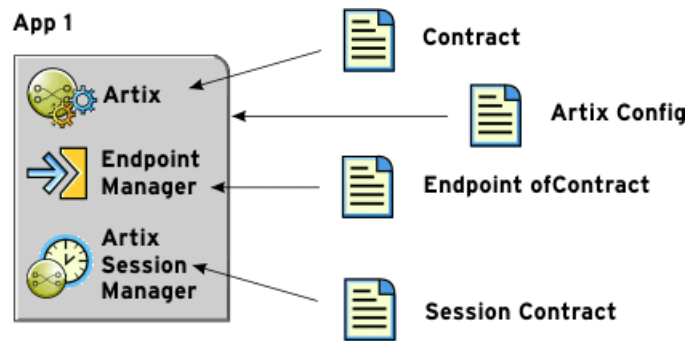 App 1
Contract
Artix
Artix Config
Endpoint
Manager
Endpoint ofContract
Artix
Session
Manager
Session Contract